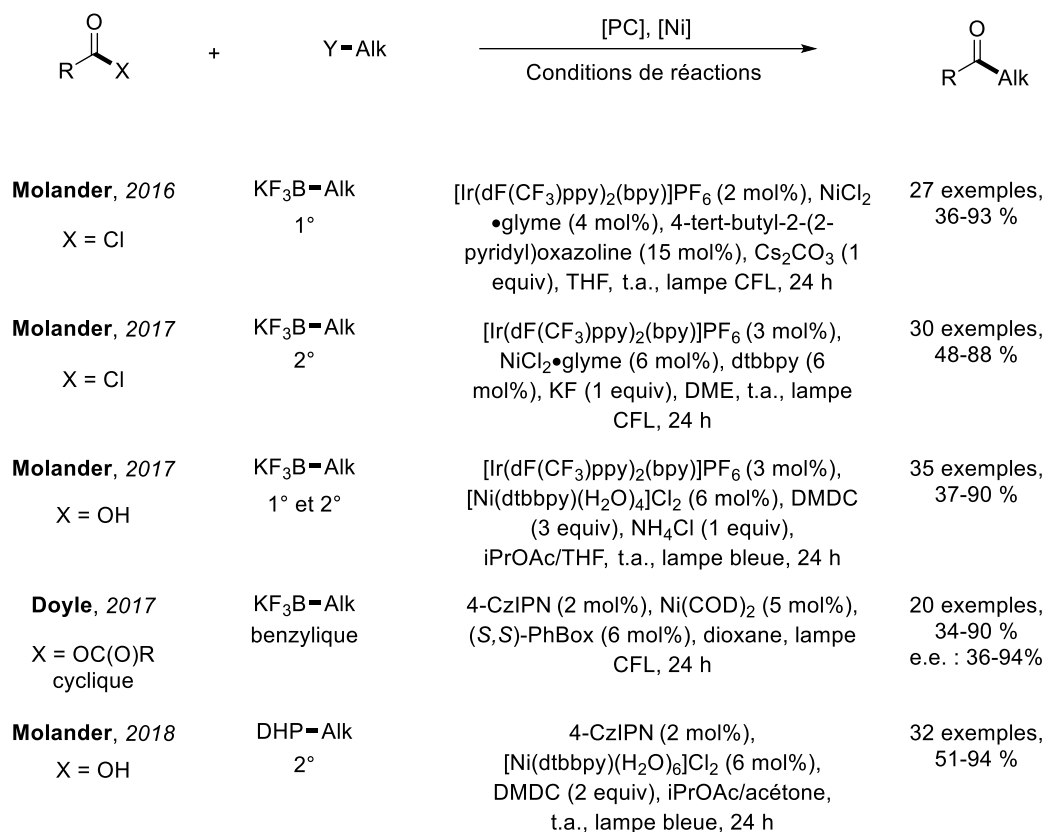 O
R X
+
Y–Alk
[PC], [Ni]
Conditions de réactions
O
R Alk
Molander, 2016
X = Cl
KF₃B–Alk
1°
[Ir(dF(CF₃)ppy)₂(bpy)]PF₆ (2 mol%), NiCl₂
•glyme (4 mol%), 4-tert-butyl-2-(2-
pyridyl)oxazoline (15 mol%), Cs₂CO₃ (1
equiv), THF, t.a., lampe CFL, 24 h
27 exemples,
36-93 %
Molander, 2017
X = Cl
KF₃B–Alk
2°
[Ir(dF(CF₃)ppy)₂(bpy)]PF₆ (3 mol%),
NiCl₂•glyme (6 mol%), dtbbpy (6
mol%), KF (1 equiv), DME, t.a., lampe
CFL, 24 h
30 exemples,
48-88 %
Molander, 2017
X = OH
KF₃B–Alk
1° et 2°
[Ir(dF(CF₃)ppy)₂(bpy)]PF₆ (3 mol%),
[Ni(dtbbpy)(H₂O)₄]Cl₂ (6 mol%), DMDC
(3 equiv), NH₄Cl (1 equiv),
iPrOAc/THF, t.a., lampe bleue, 24 h
35 exemples,
37-90 %
Doyle, 2017
X = OC(O)R
cyclique
KF₃B–Alk
benzylique
4-CzIPN (2 mol%), Ni(COD)₂ (5 mol%),
(S,S)-PhBox (6 mol%), dioxane, lampe
CFL, 24 h
20 exemples,
34-90 %
e.e. : 36-94%
Molander, 2018
X = OH
DHP–Alk
2°
4-CzIPN (2 mol%),
[Ni(dtbbpy)(H₂O)₆]Cl₂ (6 mol%),
DMDC (2 equiv), iPrOAc/acétone,
t.a., lampe bleue, 24 h
32 exemples,
51-94 %